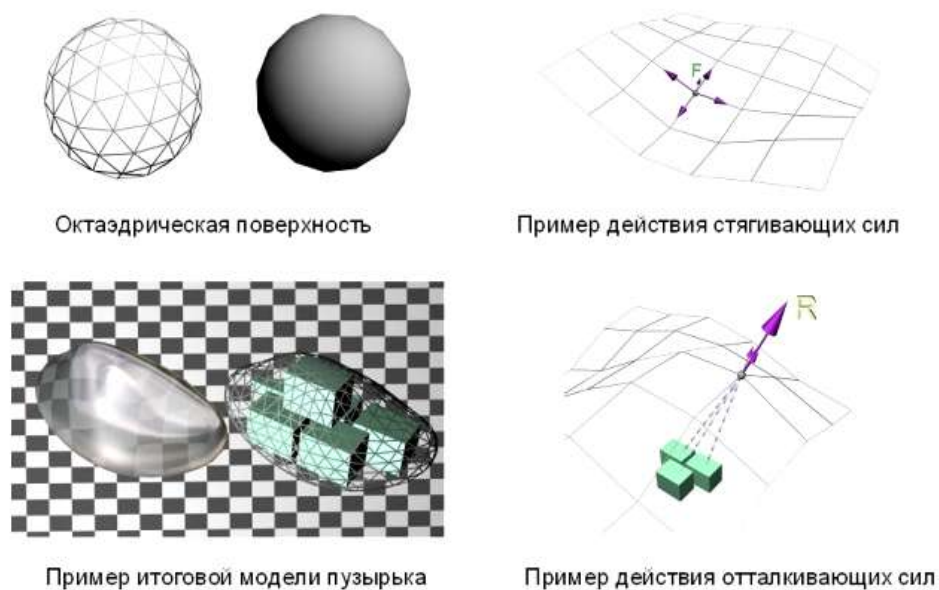 F
Октаэдрическая поверхность
Пример действия стягивающих сил
R
Пример итоговой модели пузырька
Пример действия отталкивающих сил